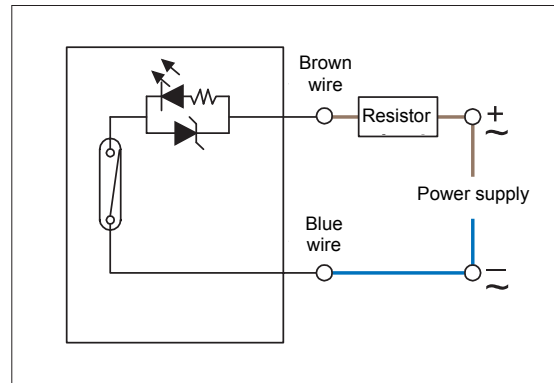 Brown
wire
Resistor
+
~
Power supply
Blue
wire
—
~